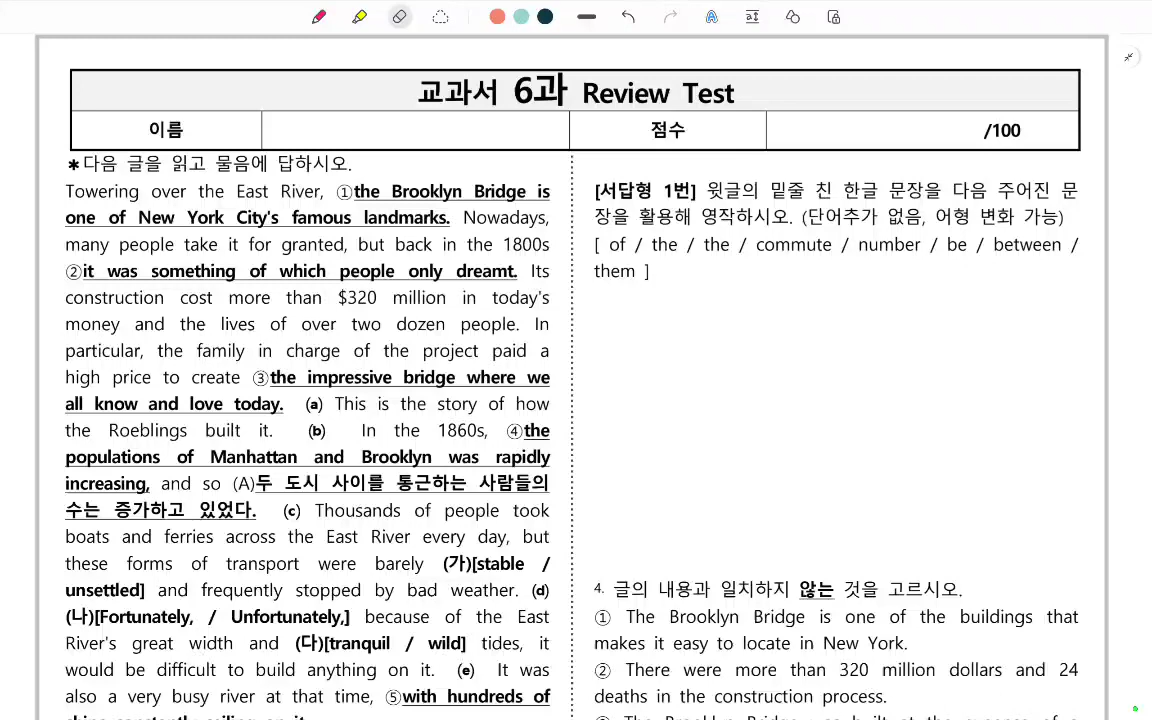 교과서 6과 Review Test
이름
점수
/100
∗다음 글을 읽고 물음에 답하시오.
Towering over the East River, ①the Brooklyn Bridge is
one of New York City's famous landmarks. Nowadays,
many people take it for granted, but back in the 1800s
②it was something of which people only dreamt. Its
construction cost more than $320 million in today's
money and the lives of over two dozen people. In
particular, the family in charge of the project paid a
high price to create ③the impressive bridge where we
all know and love today. (a) This is the story of how
the Roeblings built it. (b) In the 1860s, ④the
populations of Manhattan and Brooklyn was rapidly
increasing, and so (A)두 도시 사이를 통근하는 사람들의
수는 증가하고 있었다. (c) Thousands of people took
boats and ferries across the East River every day, but
these forms of transport were barely (가)[stable /
unsettled] and frequently stopped by bad weather. (d)
(나)[Fortunately, / Unfortunately,] because of the East
River's great width and (다)[tranquil / wild] tides, it
would be difficult to build anything on it. (e) It was
also a very busy river at that time, ⑤with hundreds of
[서답형 1번] 윗글의 밑줄 친 한글 문장을 다음 주어진 문
장을 활용해 영작하시오. (단어추가 없음, 어형 변화 가능)
[ of / the / the / commute / number / be / between /
them ]
4. 글의 내용과 일치하지 않는 것을 고르시오.
① The Brooklyn Bridge is one of the buildings that
makes it easy to locate in New York.
② There were more than 320 million dollars and 24
deaths in the construction process.